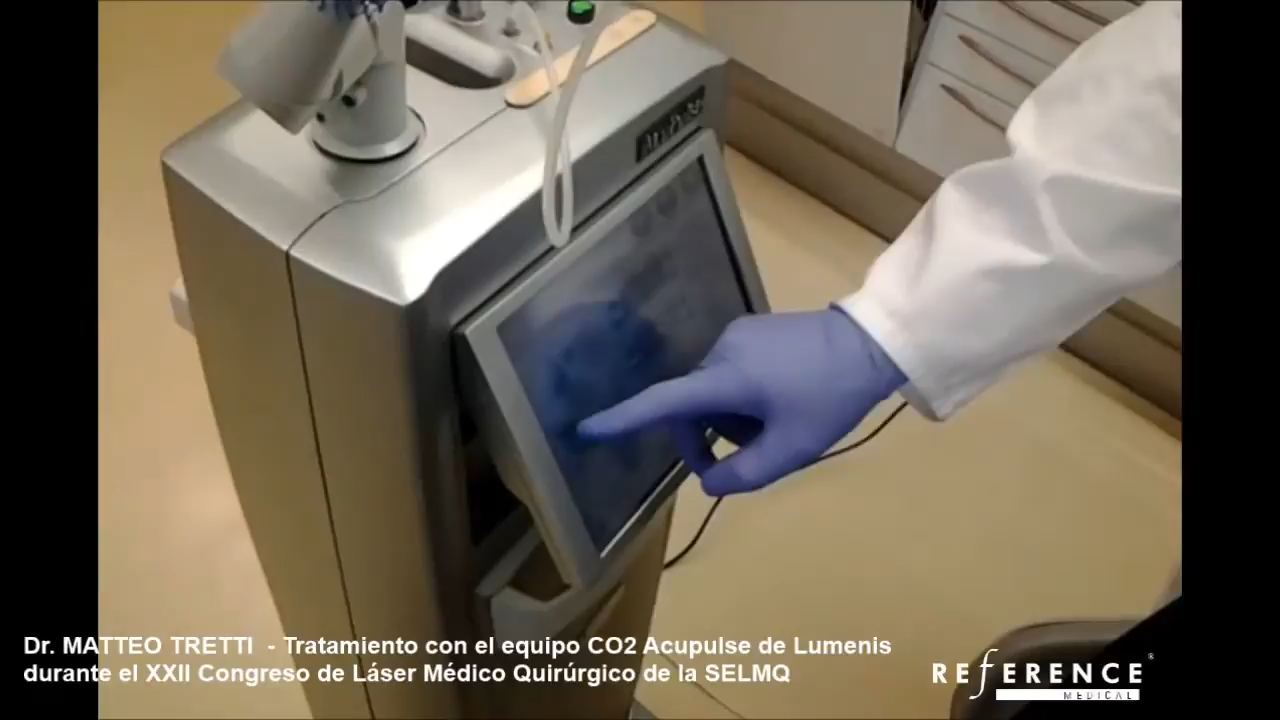 Dr. MATTEO TRETTI - Tratamiento con el equipo CO2 Acupulse de Lumenis
durante el XXII Congreso de Láser Médico Quirúrgico de la SELMQ
REfERENCE
MEDICAL